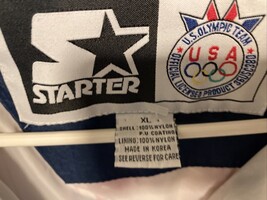 STARTER
U.S. OLYMPIC TEAM
USA
OFFICIAL LICENSED PRODUCT
XL
SHELL: 100% NYLON
P.U. COATING
LINING: 100% NYLON
MADE IN KOREA
SEE REVERSE FOR CARE